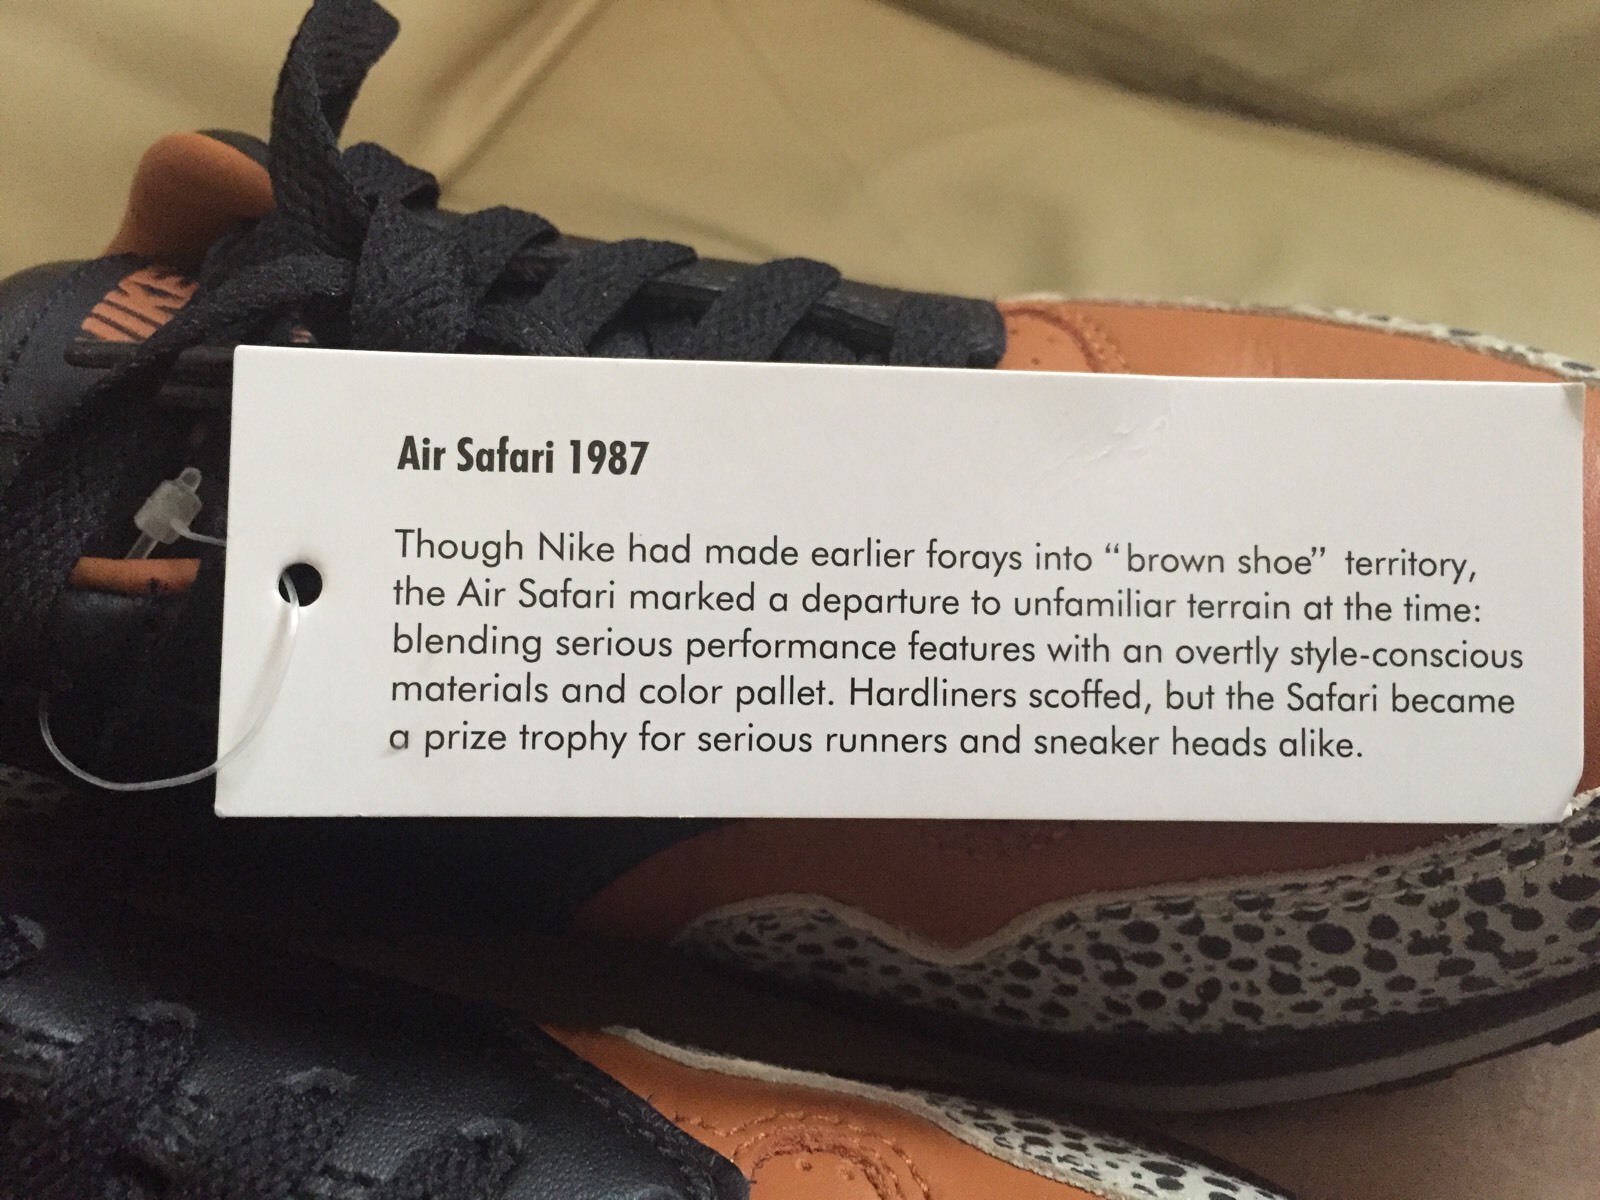 NIKE
Air Safari 1987
Though Nike had made earlier forays into “brown shoe” territory,
the Air Safari marked a departure to unfamiliar terrain at the time:
blending serious performance features with an overtly style-conscious
materials and color pallet. Hardliners scoffed, but the Safari became
a prize trophy for serious runners and sneaker heads alike.